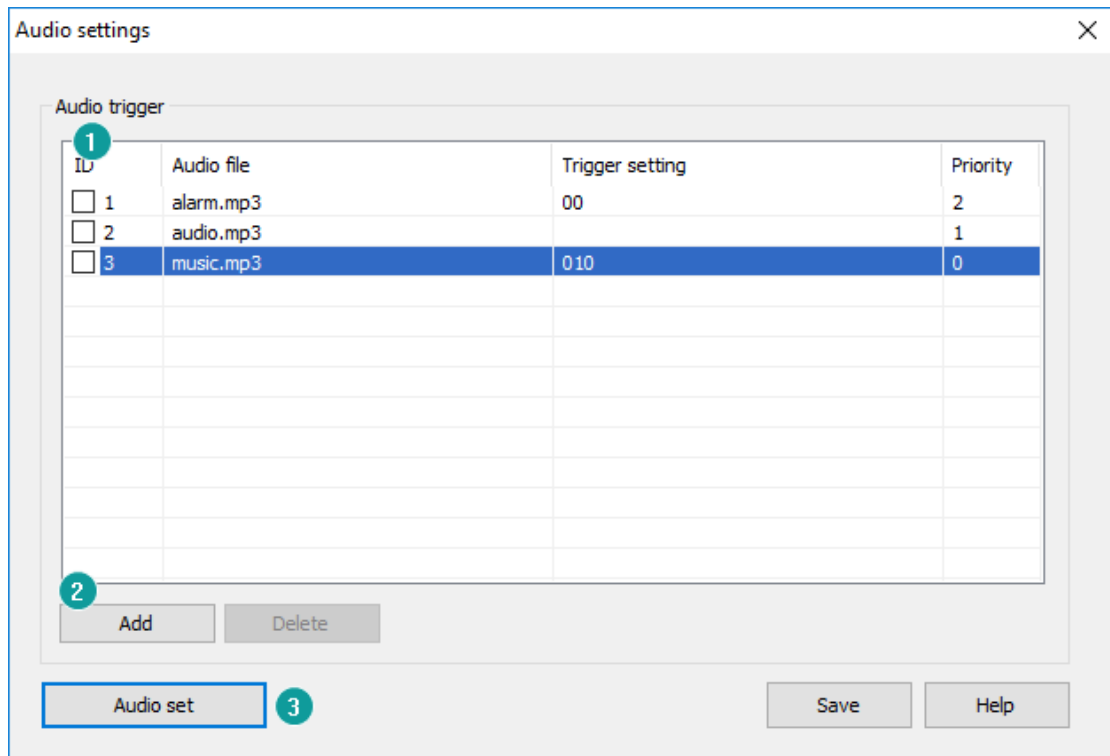 Audio settings
Audio trigger
1
ID Audio file Trigger setting Priority
1 alarm.mp3 00 2
2 audio.mp3 1
3 music.mp3 010 0
2
Add Delete
Audio set 3 Save Help